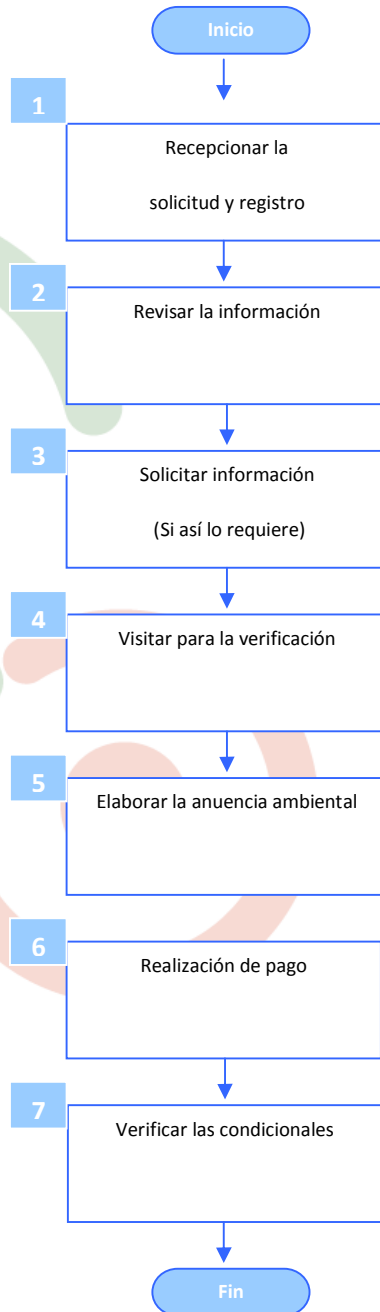 Inicio
1
Recepcionar la
solicitud y registro
2
Revisar la información
3
Solicitar información
(Si así lo requiere)
4
Visitar para la verificación
5
Elaborar la anuencia ambiental
6
Realización de pago
7
Verificar las condicionales
Fin